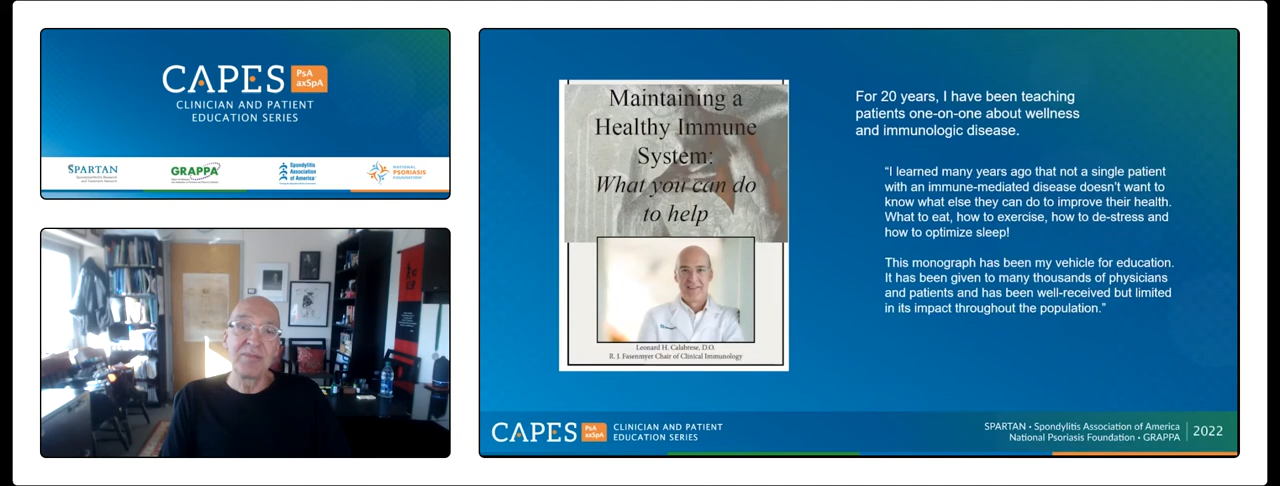 CAPES
PsA
axSpA
CLINICIAN AND PATIENT
EDUCATION SERIES
SPARTAN
GRAPPA
Spondylitis
Association
of America
NATIONAL
PSORIASIS
FOUNDATION
Maintaining a
Healthy Immune
System:
What you can do
to help
Leonard H. Calabrese, D.O.
R. J. Fasenmyer Chair of Clinical Immunology
For 20 years, I have been teaching
patients one-on-one about wellness
and immunologic disease.
“I learned many years ago that not a single patient
with an immune-mediated disease doesn’t want to
know what else they can do to improve their health.
What to eat, how to exercise, how to de-stress and
how to optimize sleep!
This monograph has been my vehicle for education.
It has been given to many thousands of physicians
and patients and has been well-received but limited
in its impact throughout the population.”
CAPES
PsA
axSpA
CLINICIAN AND PATIENT
EDUCATION SERIES
SPARTAN • Spondylitis Association of America
National Psoriasis Foundation • GRAPPA
2022